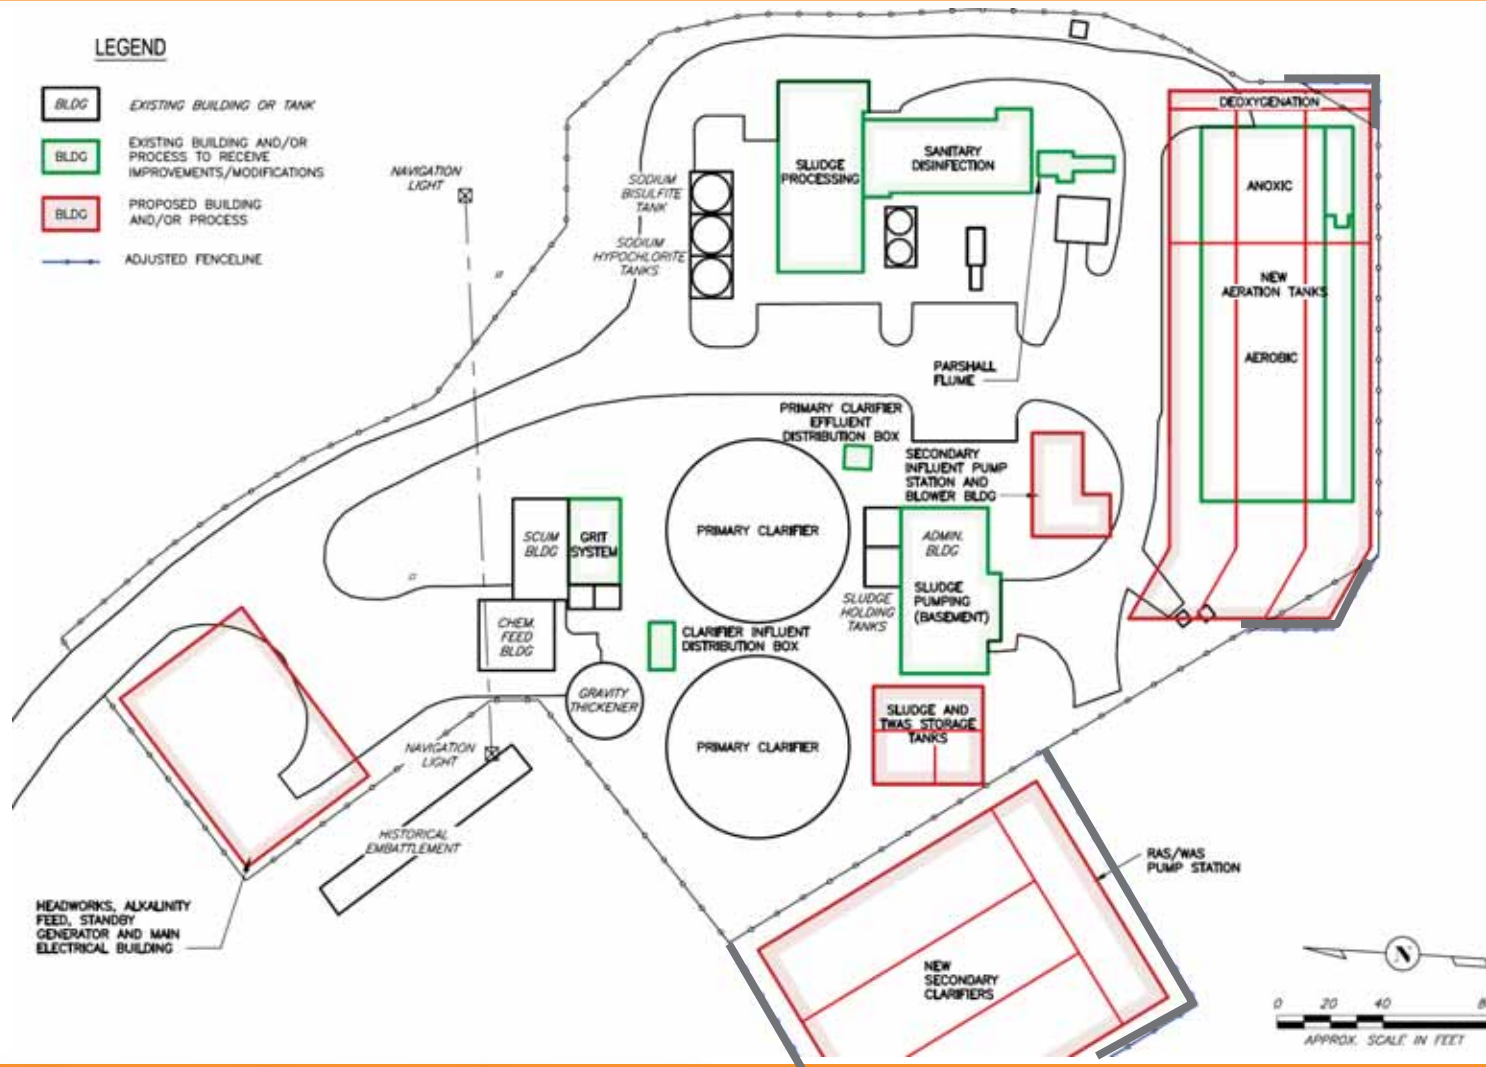 LEGEND
BLDG
EXISTING BUILDING OR TANK
BLDG
EXISTING BUILDING AND/OR
PROCESS TO RECEIVE
IMPROVEMENTS/MODIFICATIONS
BLDG
PROPOSED BUILDING
AND/OR PROCESS
ADJUSTED FENCELINE
NAVIGATION
LIGHT
SODIUM
BISULFITE
TANK
SODIUM
HYPOCHLORITE
TANKS
SLUDGE
PROCESSING
SANITARY
DISINFECTION
DEOXYGENATION
ANOXIC
NEW
AERATION TANKS
AEROBIC
PARSHALL
FLUME
PRIMARY CLARIFIER
EFFLUENT
DISTRIBUTION BOX
SECONDARY
INFLUENT PUMP
STATION AND
BLOWER BLDG
SCUM
BLDG
GRIT
SYSTEM
PRIMARY CLARIFIER
ADMIN.
BLDG
SLUDGE
PUMPING
(BASEMENT)
SLUDGE
HOLDING
TANKS
CHEM.
FEED
BLDG
CLARIFIER INFLUENT
DISTRIBUTION BOX
GRAVITY
THICKENER
SLUDGE AND
TWAS STORAGE
TANKS
NAVIGATION
LIGHT
PRIMARY CLARIFIER
HISTORICAL
EMBATTLEMENT
RAS/WAS
PUMP STATION
HEADWORKS, ALKALINITY
FEED, STANDBY
GENERATOR AND MAIN
ELECTRICAL BUILDING
NEW
SECONDARY
CLARIFIERS
N
0 20 40
APPROX. SCALE IN FEET